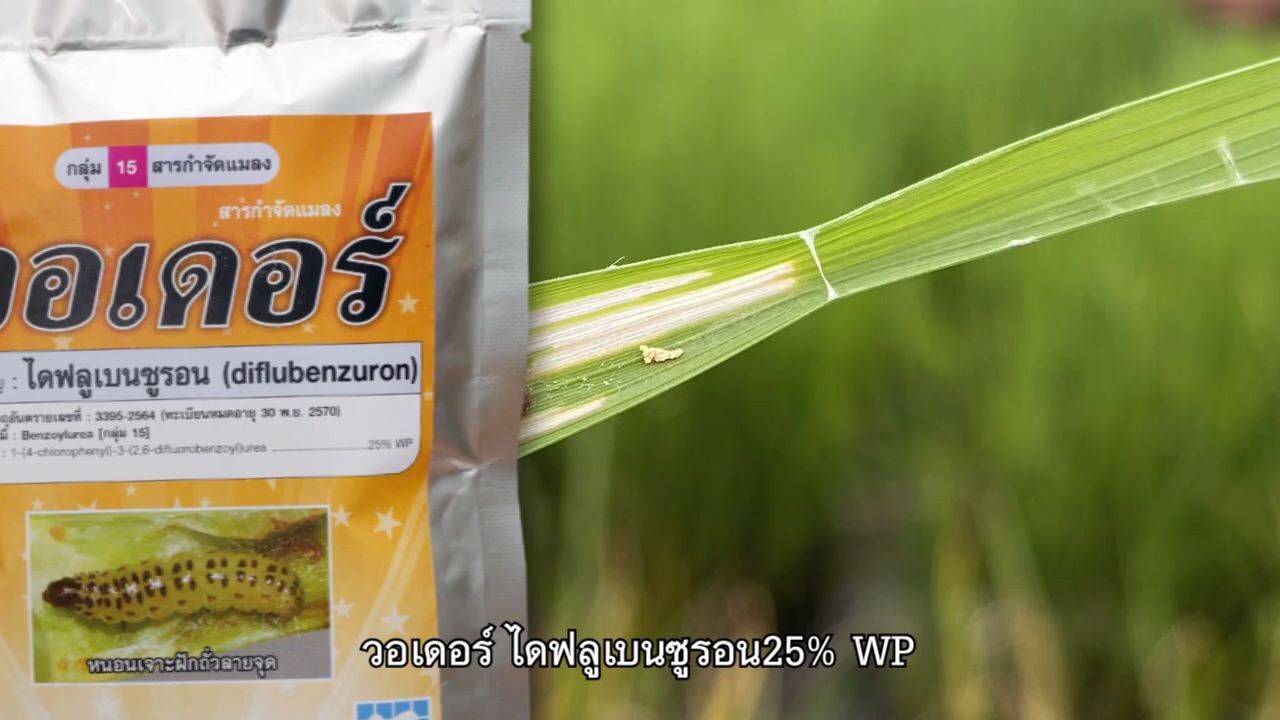 กลุ่ม 15 สารกำจัดแมลง
สารกำจัดแมลง
วอเดอร์
: ไดฟลูเบนซูรอน (diflubenzuron)
3395-2564 (ทะเบียนหมดอายุ 30 พ.ย. 2570)
: Benzoylurea [กลุ่ม 15]
: 1-(4-chlorophenyl)-3-(2,6-difluorobenzoyl)urea 25% WP
หนอนเจาะฝักถั่วลายจุด
วอเดอร์ ไดฟลูเบนซูรอน25% WP